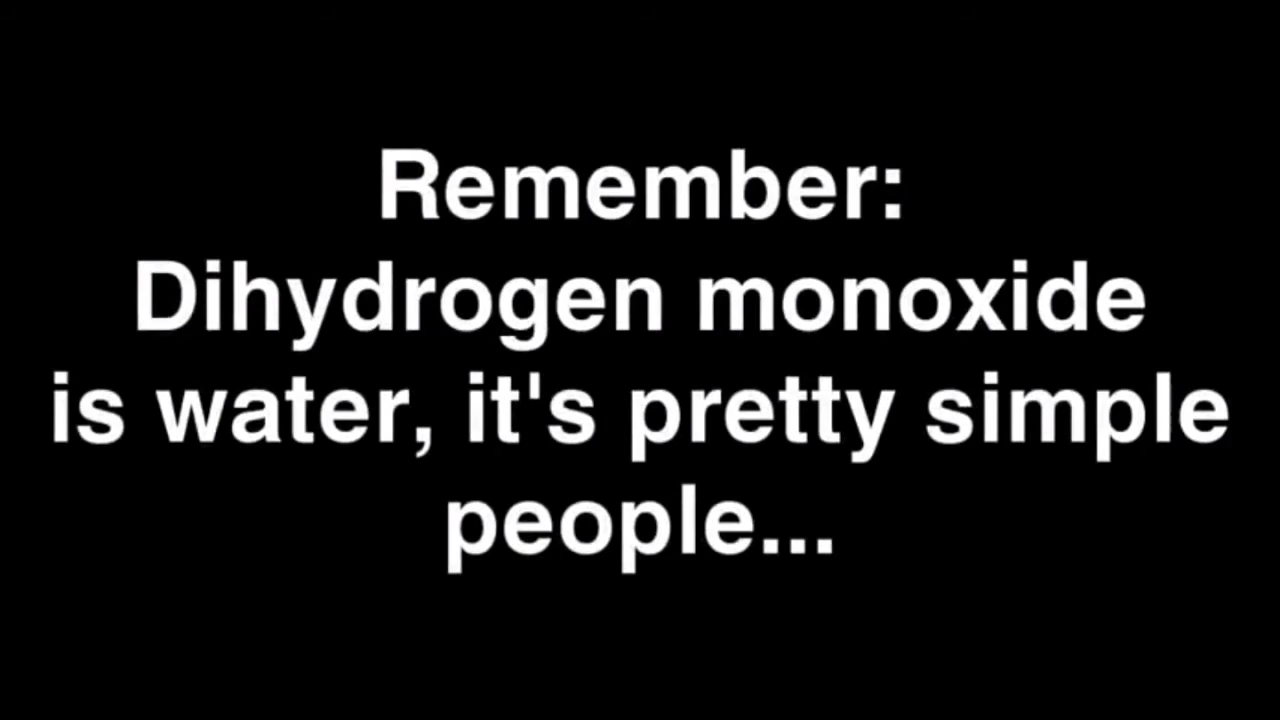 Remember:
Dihydrogen monoxide
is water, it's pretty simple
people...